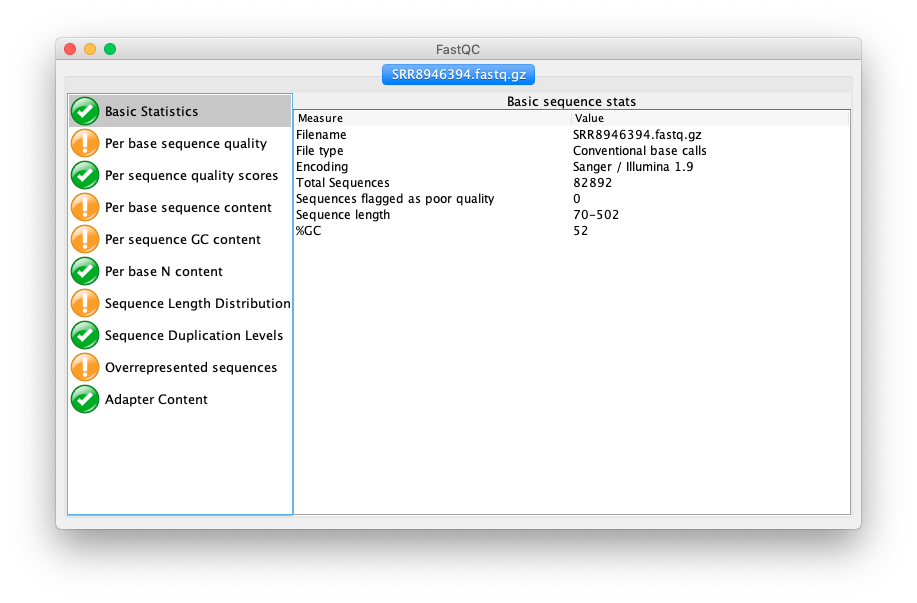 FastQC
SRR8946394.fastq.gz
Basic Statistics
Per base sequence quality
Per sequence quality scores
Per base sequence content
Per sequence GC content
Per base N content
Sequence Length Distribution
Sequence Duplication Levels
Overrepresented sequences
Adapter Content
Basic sequence stats
Measure Value
Filename SRR8946394.fastq.gz
File type Conventional base calls
Encoding Sanger / Illumina 1.9
Total Sequences 82892
Sequences flagged as poor quality 0
Sequence length 70-502
%GC 52